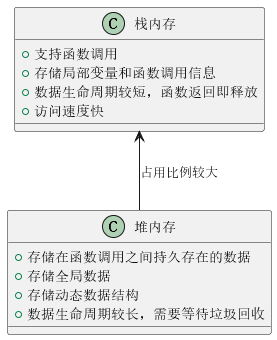 C 栈内存
支持函数调用
存储局部变量和函数调用信息
数据生命周期较短，函数返回即释放
访问速度快
占用比例较大
C 堆内存
存储在函数调用之间持久存在的数据
存储全局数据
存储动态数据结构
数据生命周期较长，需要等待垃圾回收